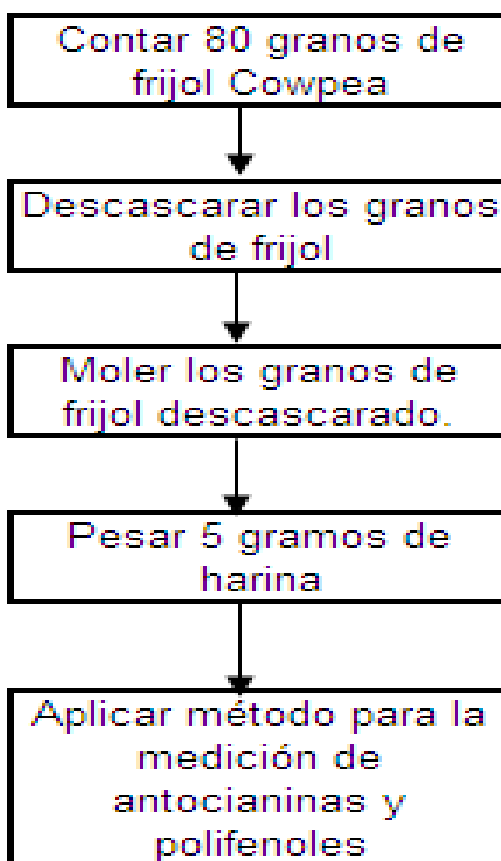 Contar 80 granos de
frijol Cowpea
Descascarar los granos
de frijol
Moler los granos de
frijol descascarado.
Pesar 5 gramos de
harina
Aplicar método para la
medición de
antocianinas y
polifenoles